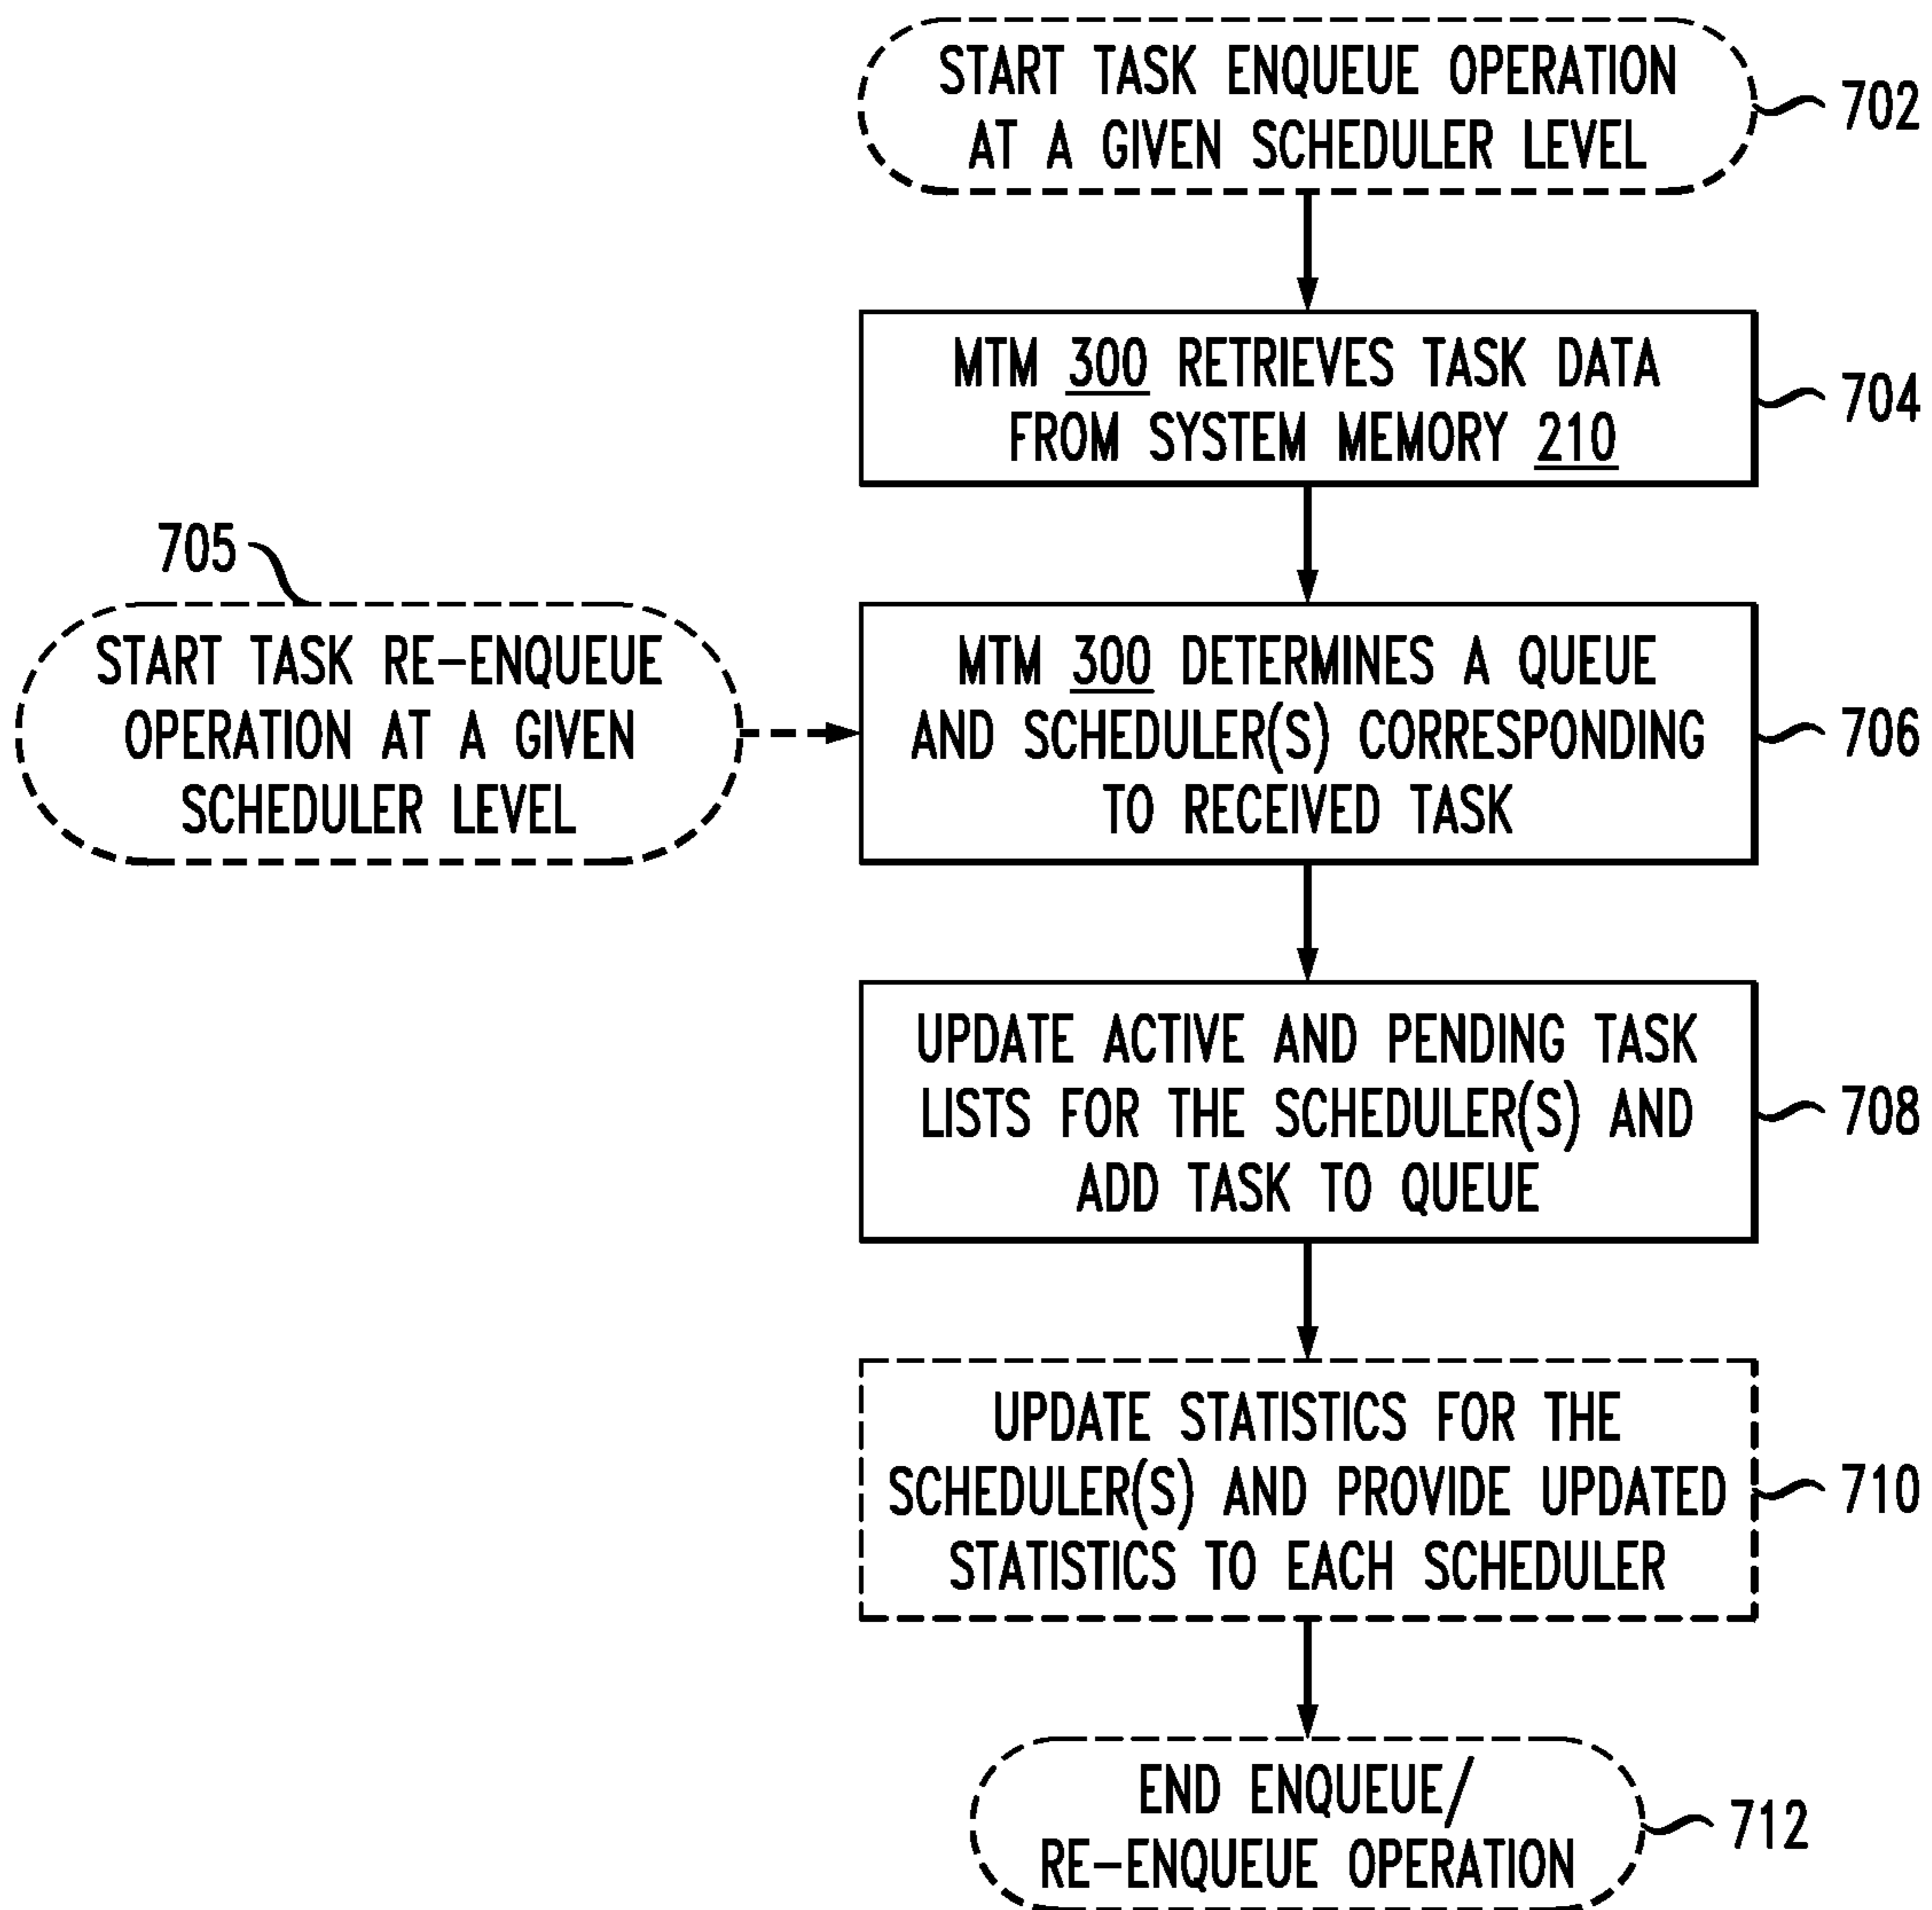 START TASK ENQUEUE OPERATION
AT A GIVEN SCHEDULER LEVEL
702
MTM 300 RETRIEVES TASK DATA
FROM SYSTEM MEMORY 210
704
705
START TASK RE-ENQUEUE
OPERATION AT A GIVEN
SCHEDULER LEVEL
MTM 300 DETERMINES A QUEUE
AND SCHEDULER(S) CORRESPONDING
TO RECEIVED TASK
706
UPDATE ACTIVE AND PENDING TASK
LISTS FOR THE SCHEDULER(S) AND
ADD TASK TO QUEUE
708
UPDATE STATISTICS FOR THE
SCHEDULER(S) AND PROVIDE UPDATED
STATISTICS TO EACH SCHEDULER
710
END ENQUEUE/
RE-ENQUEUE OPERATION
712